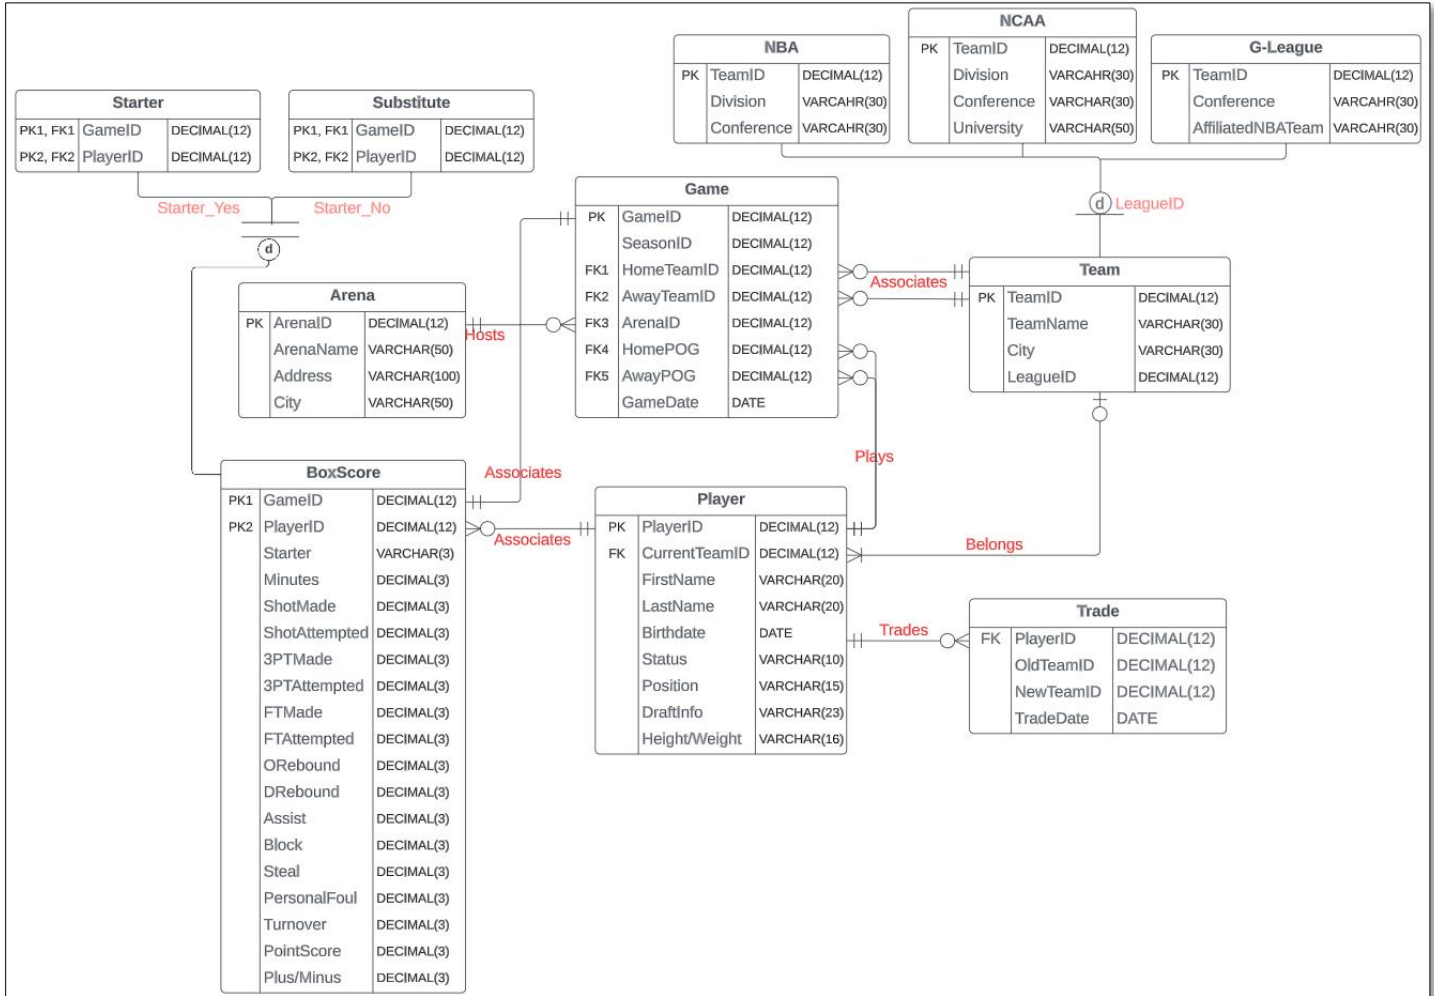 NCAA
PK TeamID DECIMAL(12)
Division VARCAHR(30)
Conference VARCHAR(30)
University VARCHAR(50)
NBA
PK TeamID DECIMAL(12)
Division VARCAHR(30)
Conference VARCAHR(30)
G-League
PK TeamID DECIMAL(12)
Conference VARCAHR(30)
AffiliatedNBATeam VARCAHR(30)
Starter
PK1, FK1 GameID DECIMAL(12)
PK2, FK2 PlayerID DECIMAL(12)
Substitute
PK1, FK1 GameID DECIMAL(12)
PK2, FK2 PlayerID DECIMAL(12)
Starter_Yes
Starter_No
d
d
LeagueID
Game
PK GameID DECIMAL(12)
SeasonID DECIMAL(12)
FK1 HomeTeamID DECIMAL(12)
FK2 AwayTeamID DECIMAL(12)
FK3 ArenaID DECIMAL(12)
FK4 HomePOG DECIMAL(12)
FK5 AwayPOG DECIMAL(12)
GameDate DATE
Associates
Team
PK TeamID DECIMAL(12)
TeamName VARCHAR(30)
City VARCHAR(30)
LeagueID DECIMAL(12)
Arena
PK ArenaID DECIMAL(12)
ArenaName VARCHAR(50)
Address VARCHAR(100)
City VARCHAR(50)
Hosts
Plays
Associates
Associates
Belongs
Trades
BoxScore
PK1 GameID DECIMAL(12)
PK2 PlayerID DECIMAL(12)
Starter VARCHAR(3)
Minutes DECIMAL(3)
ShotMade DECIMAL(3)
ShotAttempted DECIMAL(3)
3PTMade DECIMAL(3)
3PTAttempted DECIMAL(3)
FTMade DECIMAL(3)
FTAttempted DECIMAL(3)
ORebound DECIMAL(3)
DRebound DECIMAL(3)
Assist DECIMAL(3)
Block DECIMAL(3)
Steal DECIMAL(3)
PersonalFoul DECIMAL(3)
Turnover DECIMAL(3)
PointScore DECIMAL(3)
Plus/Minus DECIMAL(3)
Player
PK PlayerID DECIMAL(12)
FK CurrentTeamID DECIMAL(12)
FirstName VARCHAR(20)
LastName VARCHAR(20)
Birthdate DATE
Status VARCHAR(10)
Position VARCHAR(15)
DraftInfo VARCHAR(23)
Height/Weight VARCHAR(16)
Trade
FK PlayerID DECIMAL(12)
OldTeamID DECIMAL(12)
NewTeamID DECIMAL(12)
TradeDate DATE